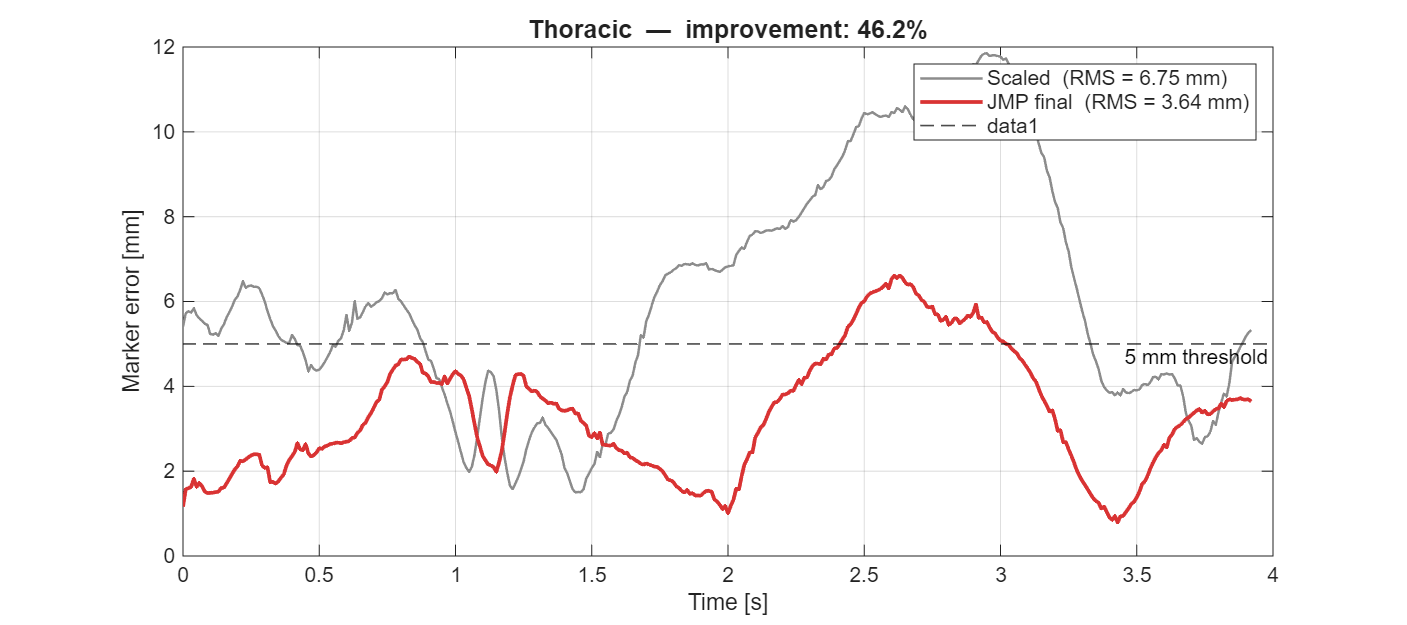 Thoracic — improvement: 46.2%
12
10
8
6
4
2
0
Marker error [mm]
Scaled (RMS = 6.75 mm)
JMP final (RMS = 3.64 mm)
data1
5 mm threshold
0 0.5 1 1.5 2 2.5 3 3.5 4
Time [s]